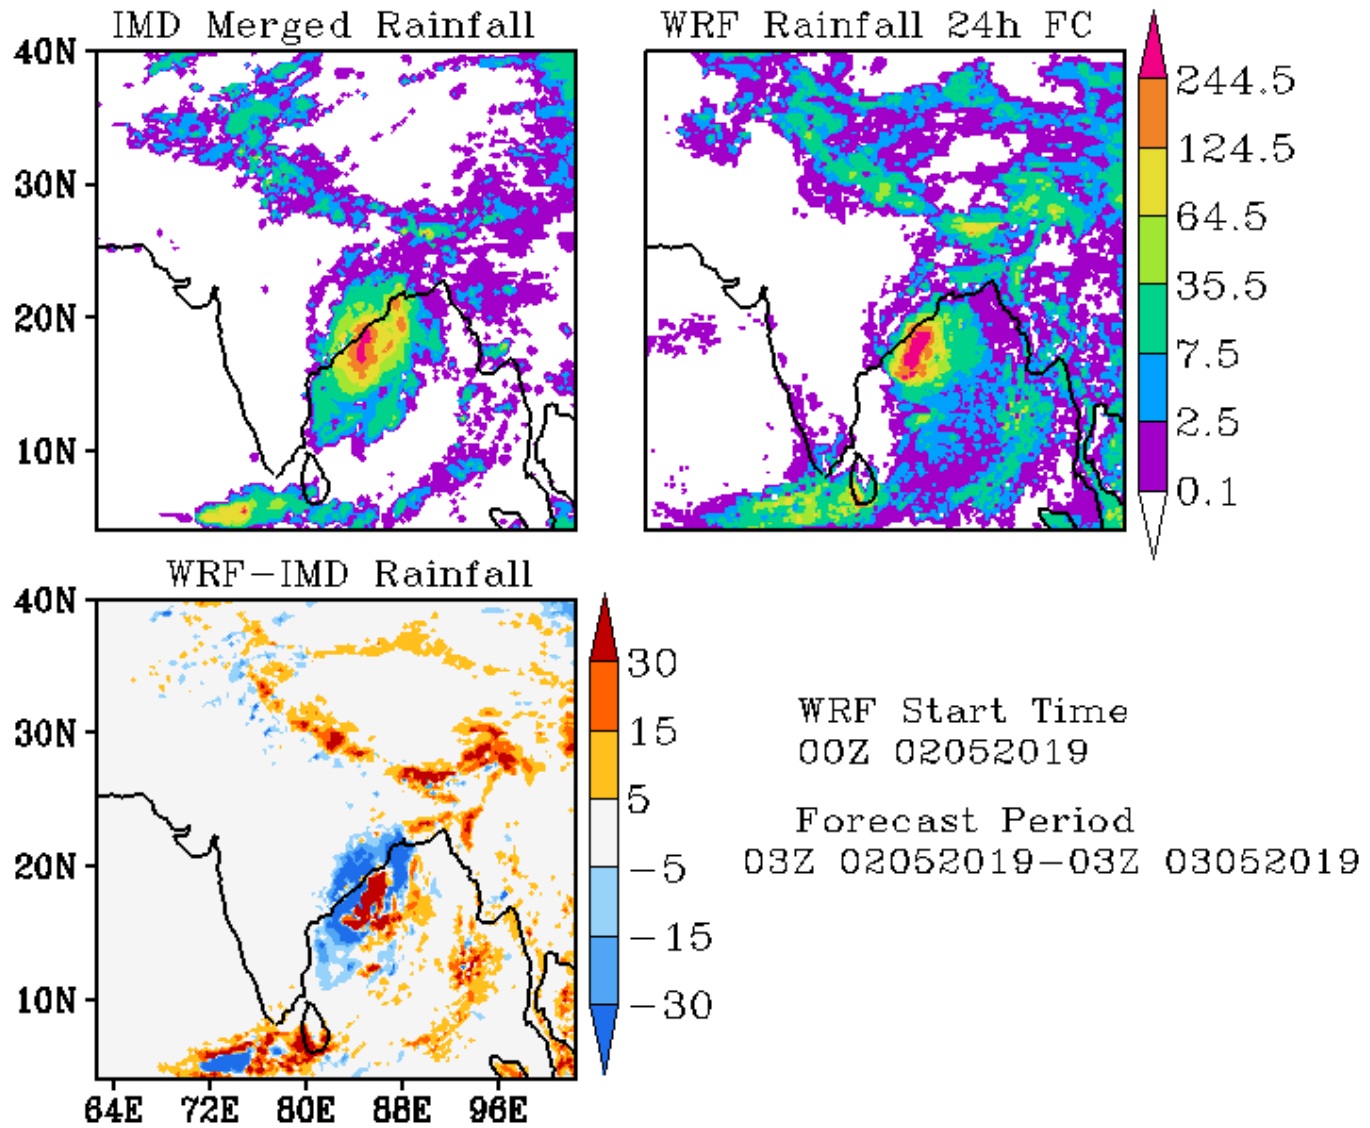 IMD Merged Rainfall
WRF Rainfall 24h FC
40N
30N
20N
10N
244.5
124.5
64.5
35.5
7.5
2.5
0.1
WRF-IMD Rainfall
40N
30N
20N
10N
64E 72E 80E 88E 96E
30
15
5
-5
-15
-30
WRF Start Time
00Z 02052019
Forecast Period
03Z 02052019-03Z 03052019